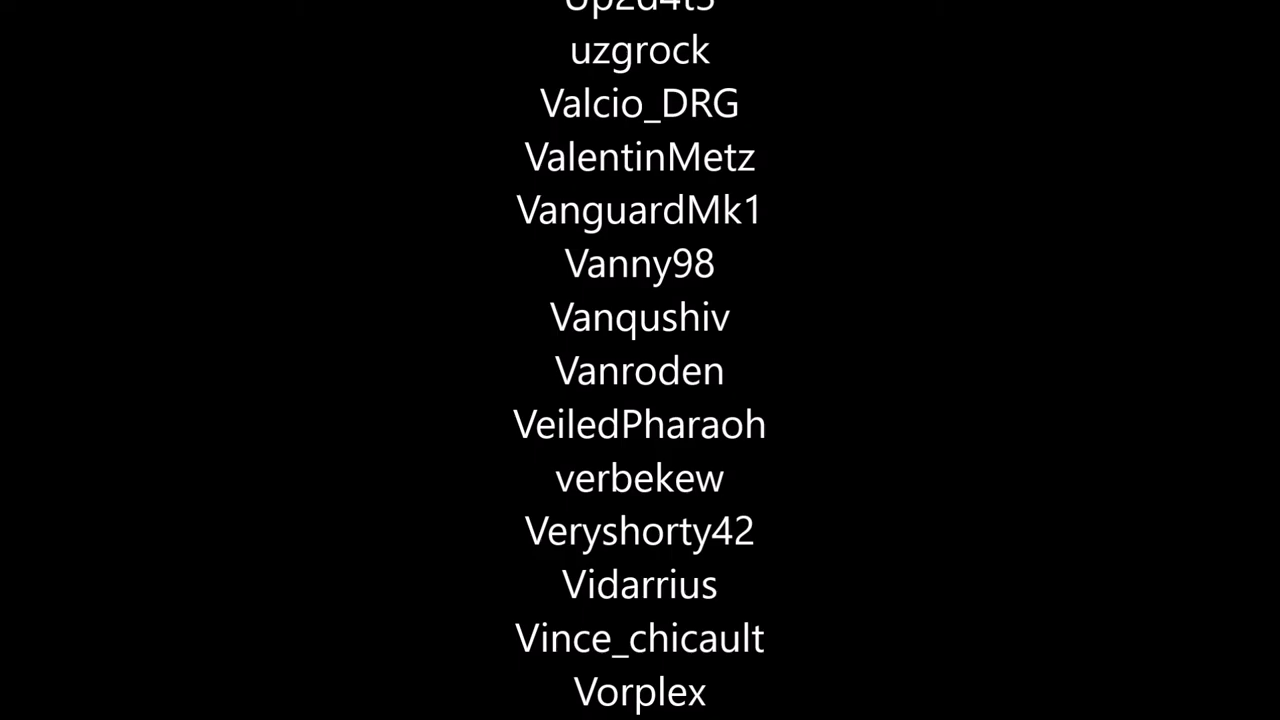 uzgrock
Valcio_DRG
ValentinMetz
VanguardMk1
Vanny98
Vanqushiv
Vanroden
VeiledPharaoh
verbekew
Veryshorty42
Vidarrius
Vince_chicault
Vorplex